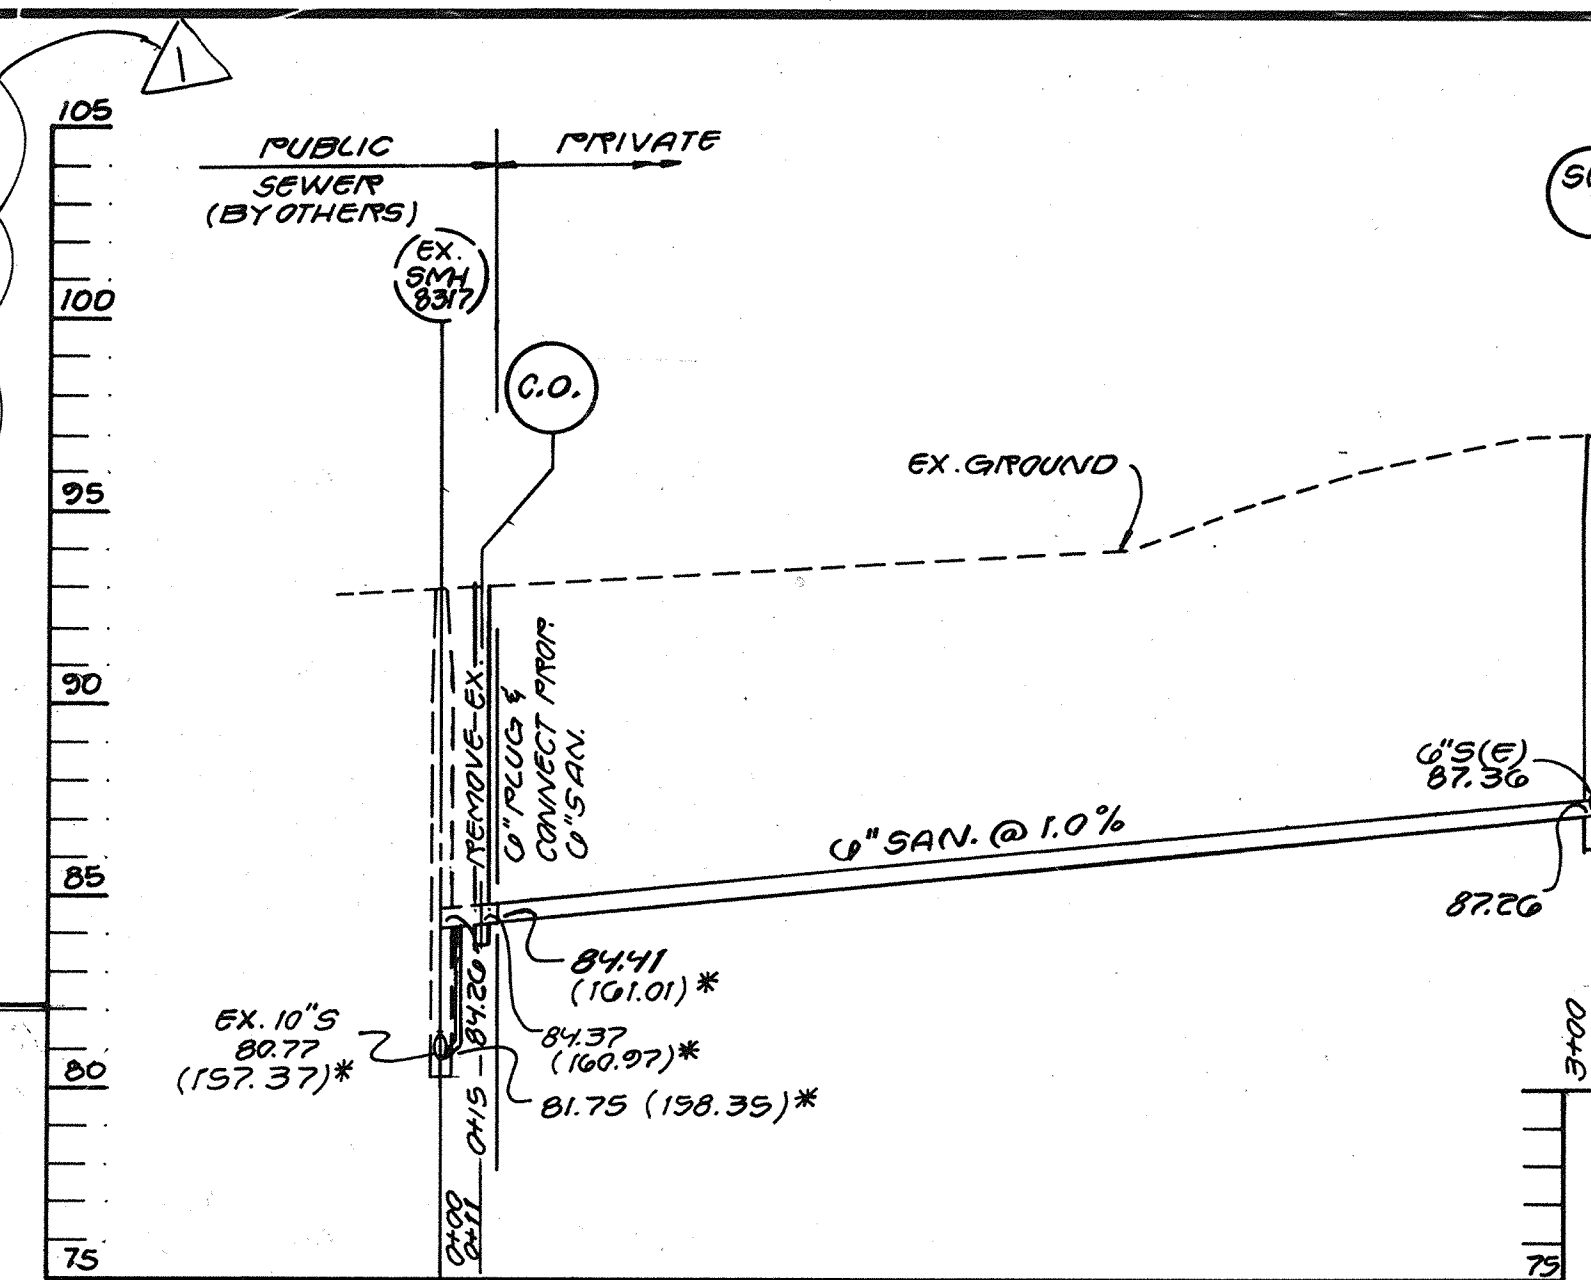 1
105
PUBLIC
PRIVATE
SEWER
(BY OTHERS)
EX.
SMH
8317
100
C.O.
EX. GROUND
95
90
REMOVE EX.
6" PLUG &
CONNECT PROP.
6" SAN.
6" S(E)
87.36
6" SAN. @ 1.0%
85
87.26
84.41
(161.01)*
84.26
EX. 10" S
80.77
(157.37)*
84.37
(160.97)*
81.75 (158.35)*
80
3+00
0+15
0+00
0+11
75
75